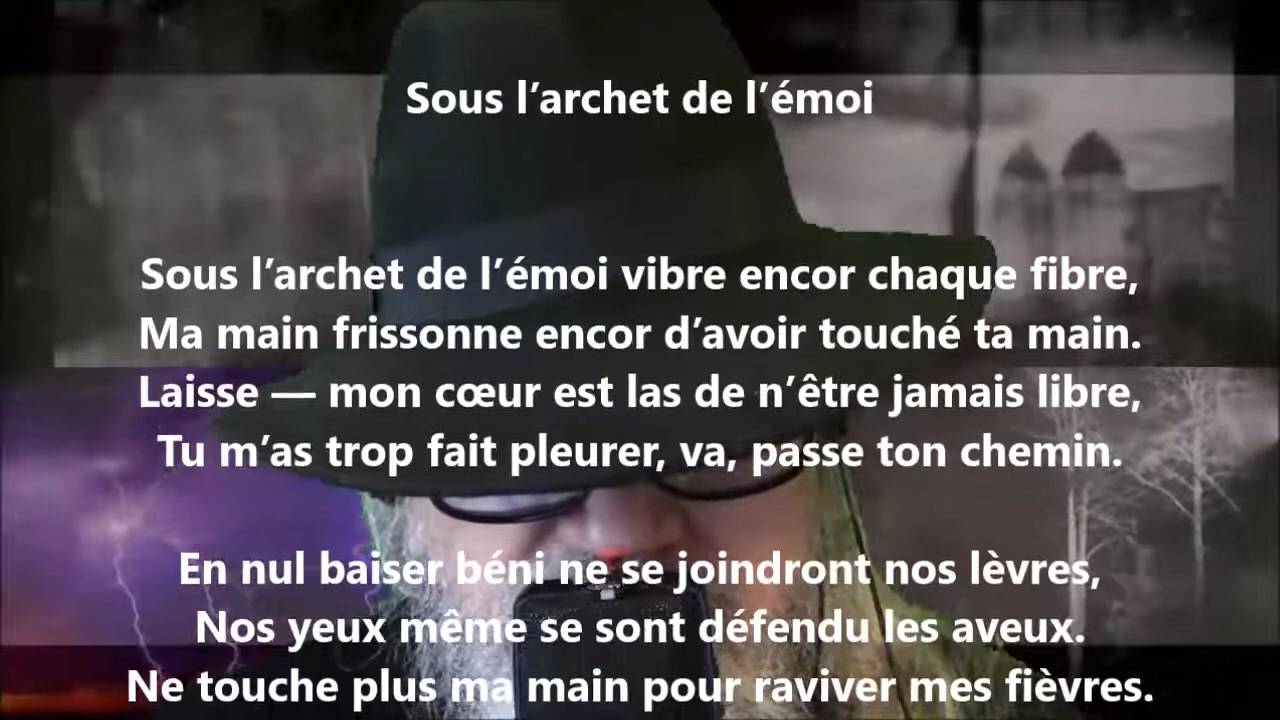 Sous l’archet de l’émoi
Sous l’archet de l’émoi vibre encor chaque fibre,
Ma main frissonne encor d’avoir touché ta main.
Laisse — mon cœur est las de n’être jamais libre,
Tu m’as trop fait pleurer, va, passe ton chemin.
En nul baiser béni ne se joindront nos lèvres,
Nos yeux même se sont défendu les aveux.
Ne touche plus ma main pour raviver mes fièvres.